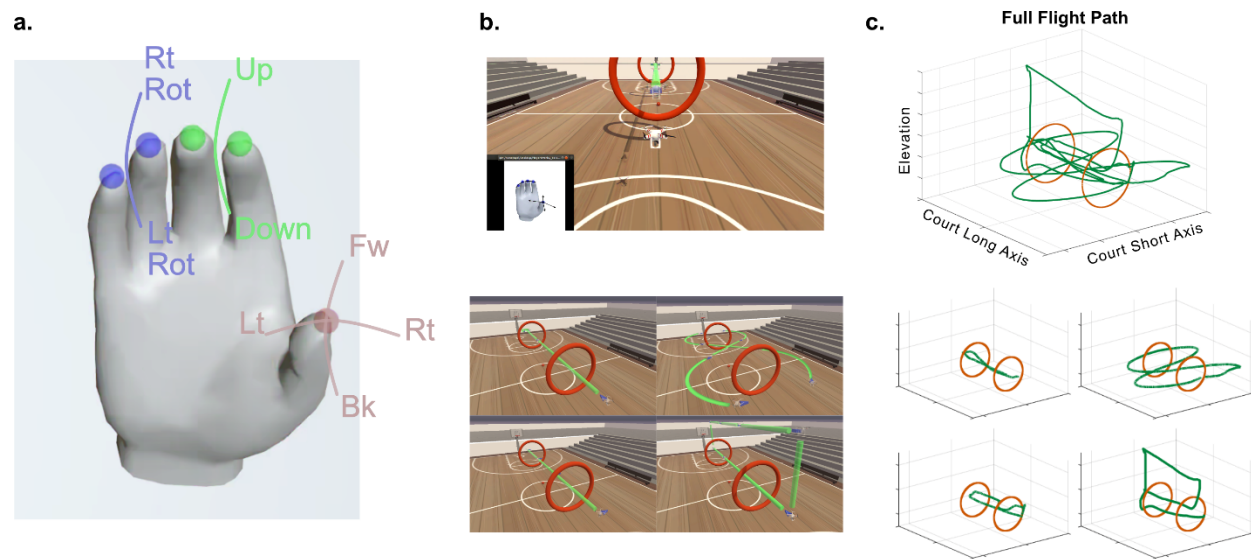 a.
Rt
Rot
Up
Lt
Rot
Down
Fw
Lt
Rt
Bk
b.
c.
Full Flight Path
Elevation
Court Long Axis
Court Short Axis